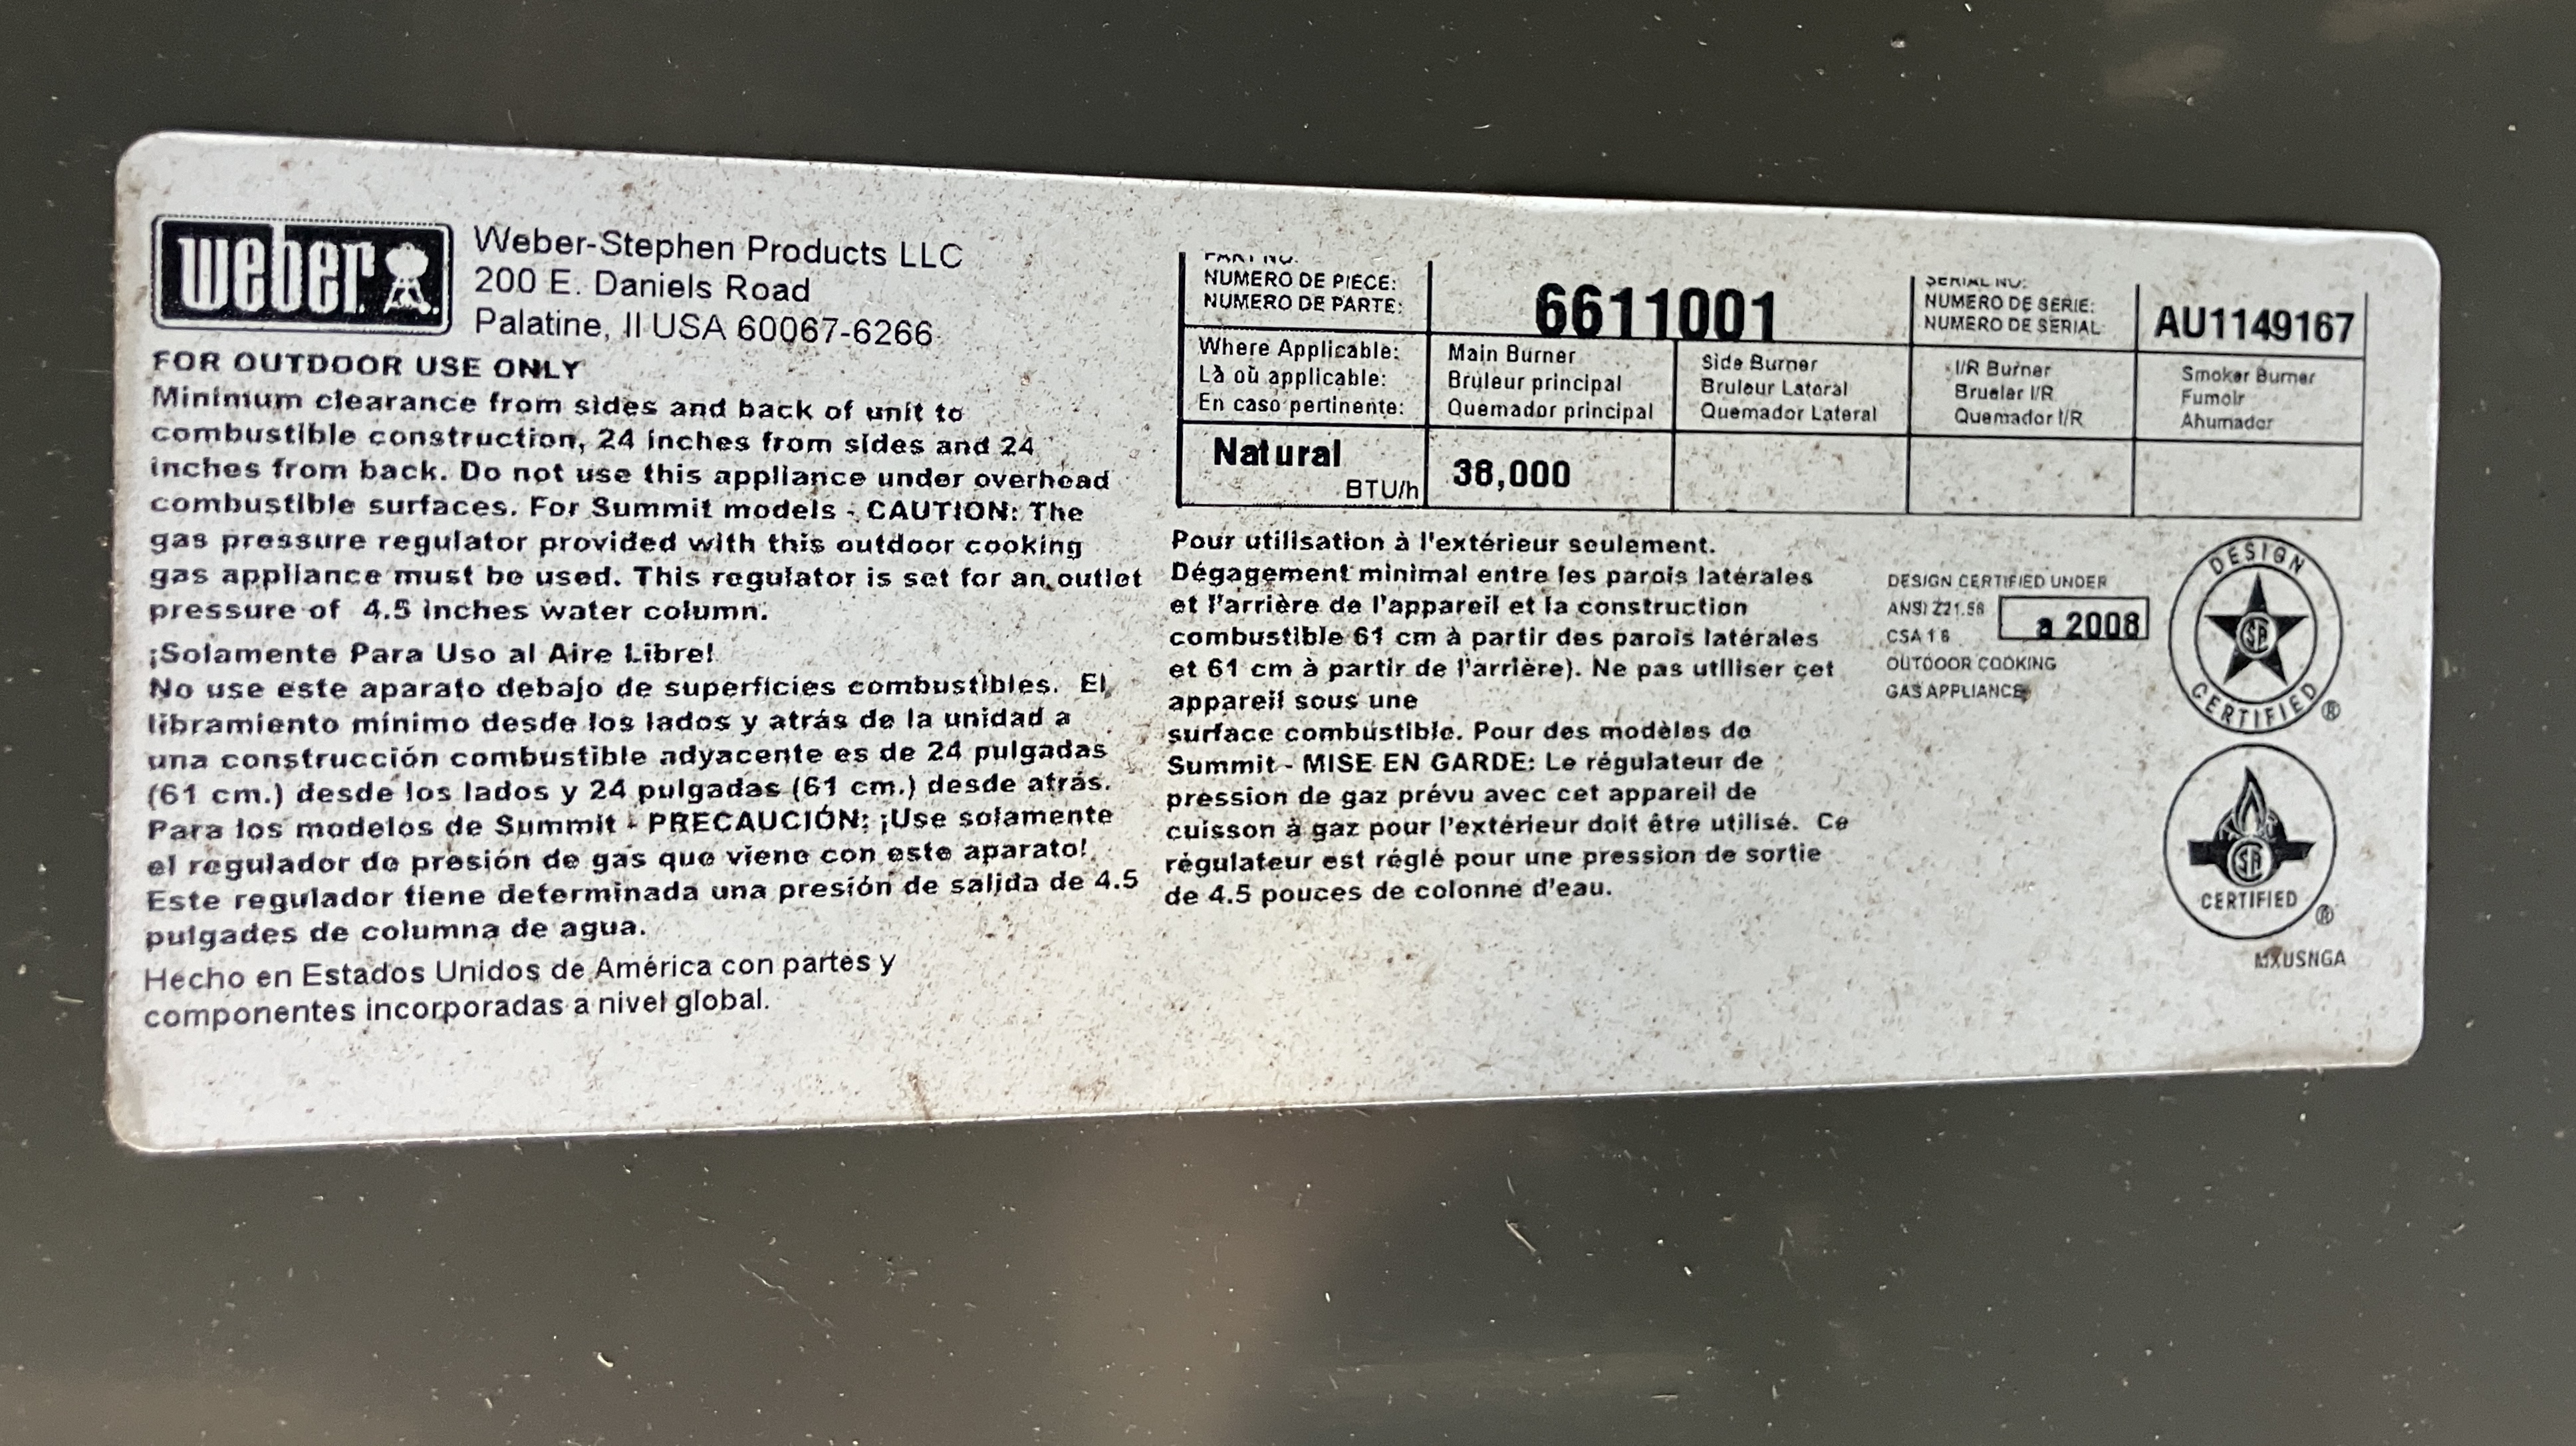 weber
Weber-Stephen Products LLC
200 E. Daniels Road
Palatine, Il USA 60067-6266
FOR OUTDOOR USE ONLY
Minimum clearance from sides and back of unit to
combustible construction, 24 inches from sides and 24
inches from back. Do not use this appliance under overhead
combustible surfaces. For Summit models - CAUTION: The
gas pressure regulator provided with this outdoor cooking
gas appliance must be used. This regulator is set for an outlet
pressure of 4.5 inches water column.
¡Solamente Para Uso al Aire Libre!
No use este aparato debajo de superficies combustibles. El
libramiento mínimo desde los lados y atrás de la unidad a
una construcción combustible adyacente es de 24 pulgadas
(61 cm.) desde los lados y 24 pulgadas (61 cm.) desde atrás.
Para los modelos de Summit - PRECAUCIÓN: ¡Use solamente
el regulador de presión de gas que viene con este aparato!
Este regulador tiene determinada una presión de salida de 4.5
pulgades de columna de agua.
Hecho en Estados Unidos de América con partes y
componentes incorporadas a nivel global.
PART NO.
NUMERO DE PIECE:
NUMERO DE PARTE:
6611001
SERIAL NO:
NUMERO DE SERIE:
NUMERO DE SERIAL:
AU1149167
Where Applicable:
Là où applicable:
En caso pertinente:
Main Burner
Bruleur principal
Quemador principal
Side Burner
Bruleur Lateral
Quemador Lateral
I/R Burner
Brueler I/R
Quemador I/R
Smoker Burner
Fumoir
Ahumador
Natural
BTU/h
38,000
Pour utilisation à l'extérieur seulement.
Dégagement minimal entre les parois latérales
et l'arrière de l'appareil et la construction
combustible 61 cm à partir des parois latérales
et 61 cm à partir de l'arrière). Ne pas utiliser cet
appareil sous une
surface combustible. Pour des modèles de
Summit - MISE EN GARDE: Le régulateur de
pression de gaz prévu avec cet appareil de
cuisson à gaz pour l'extérieur doit être utilisé. Ce
régulateur est réglé pour une pression de sortie
de 4.5 pouces de colonne d'eau.
DESIGN CERTIFIED UNDER
ANSI Z21.58
CSA 1.6
a 2008
OUTDOOR COOKING
GAS APPLIANCE
DESIGN
CERTIFIED ®
CERTIFIED ®
MXUSNGA